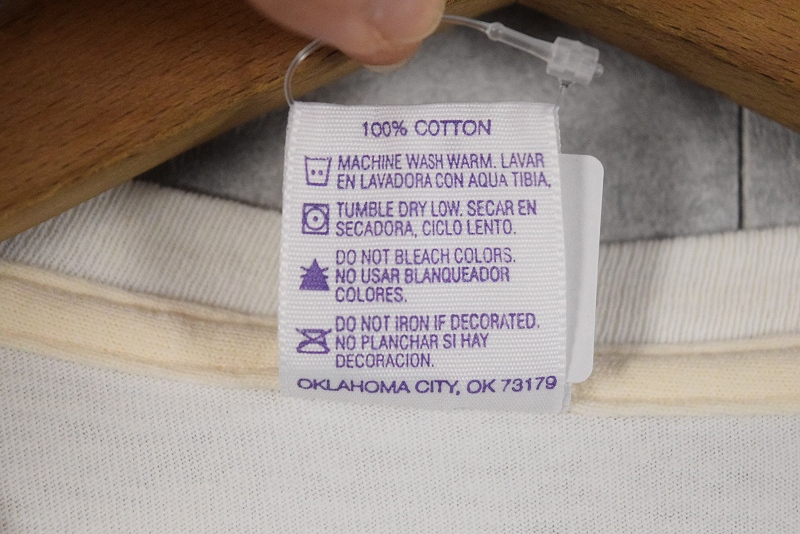 100% COTTON
MACHINE WASH WARM. LAVAR
EN LAVADORA CON AQUA TIBIA,
TUMBLE DRY LOW. SECAR EN
SECADORA, CICLO LENTO.
DO NOT BLEACH COLORS.
NO USAR BLANQUEADOR
COLORES.
DO NOT IRON IF DECORATED.
NO PLANCHAR SI HAY
DECORACION.
OKLAHOMA CITY, OK 73179